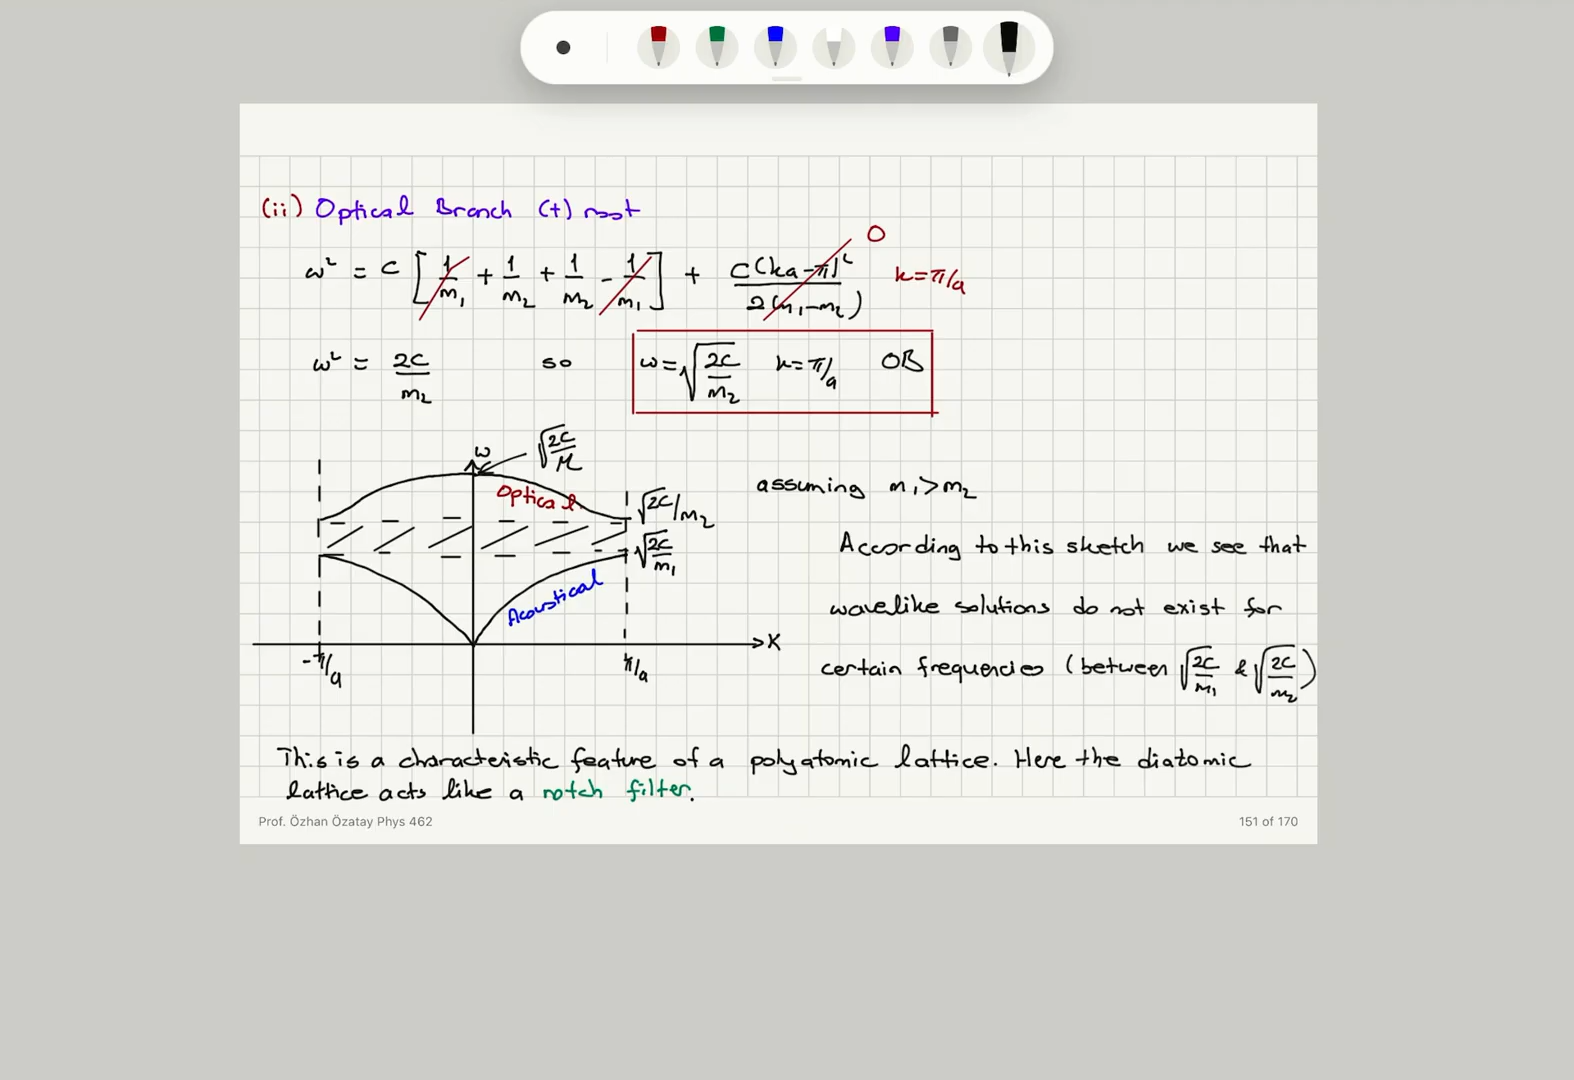 (ii) Optical Branch (+) root
ω² = C [ 1/m₁ + 1/m₂ + 1/m₂ - 1/m₁ ] + C(ka-π)²/2(m₁-m₂) 0 k=π/a
ω² = 2C/m₂ so ω=√(2C/m₂) k=π/a OB
ω √(2C/μ)
Optical √2C/m₂
√(2C/m₁)
Acoustical
-π/a π/a K
assuming m₁>m₂
According to this sketch we see that
wavelike solutions do not exist for
certain frequencies (between √(2C/m₁) & √(2C/m₂))
This is a characteristic feature of a polyatomic lattice. Here the diatomic
lattice acts like a notch filter.
Prof. Özhan Özatay Phys 462 151 of 170